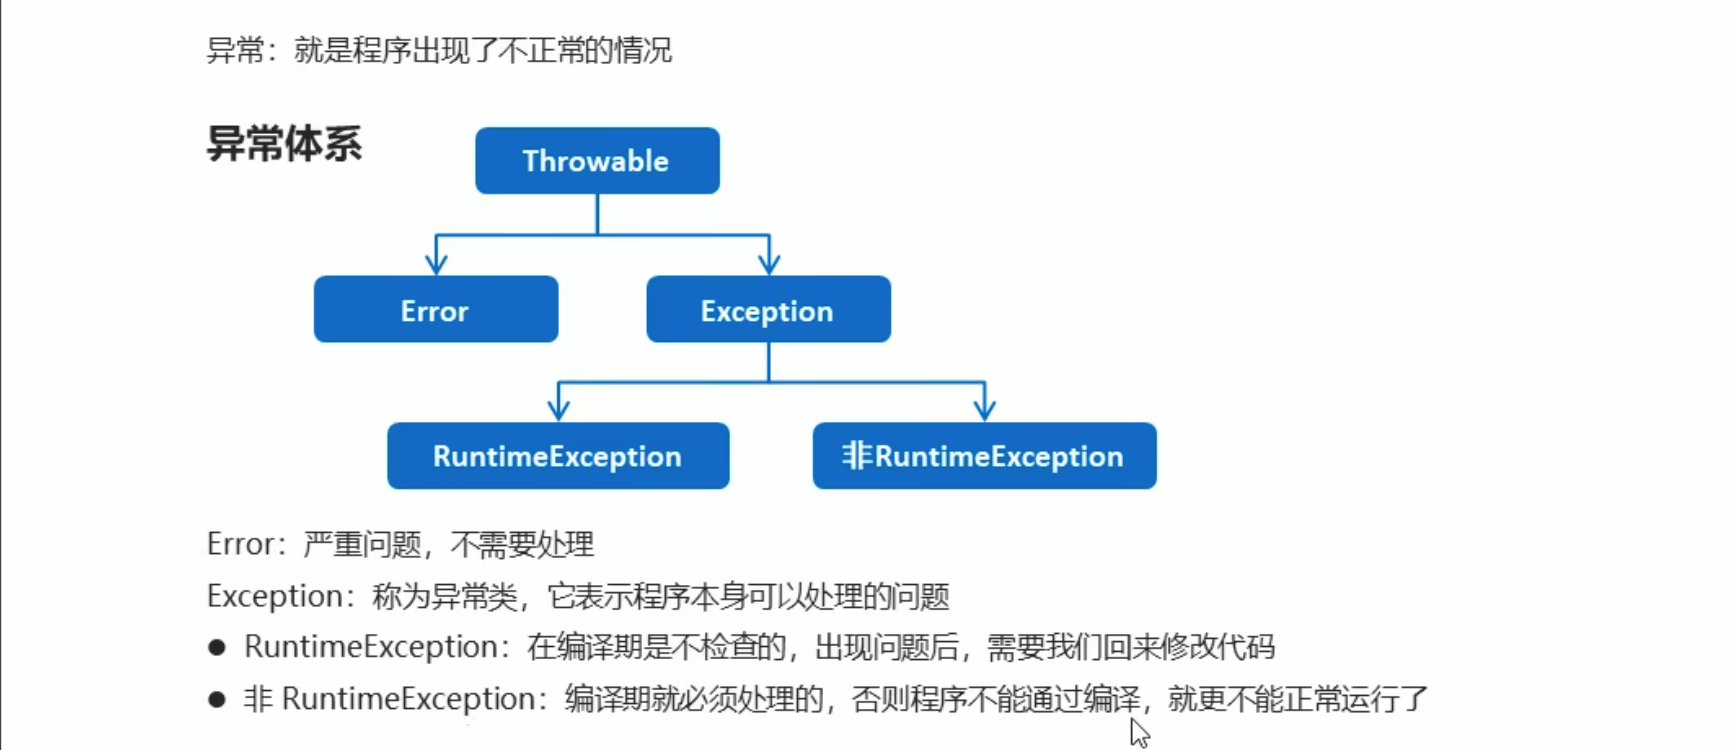 异常：就是程序出现了不正常的情况
异常体系
Throwable
Error
Exception
RuntimeException
非RuntimeException
Error：严重问题，不需要处理
Exception：称为异常类，它表示程序本身可以处理的问题
● RuntimeException：在编译期是不检查的，出现问题后，需要我们回来修改代码
● 非 RuntimeException：编译期就必须处理的，否则程序不能通过编译，就更不能正常运行了